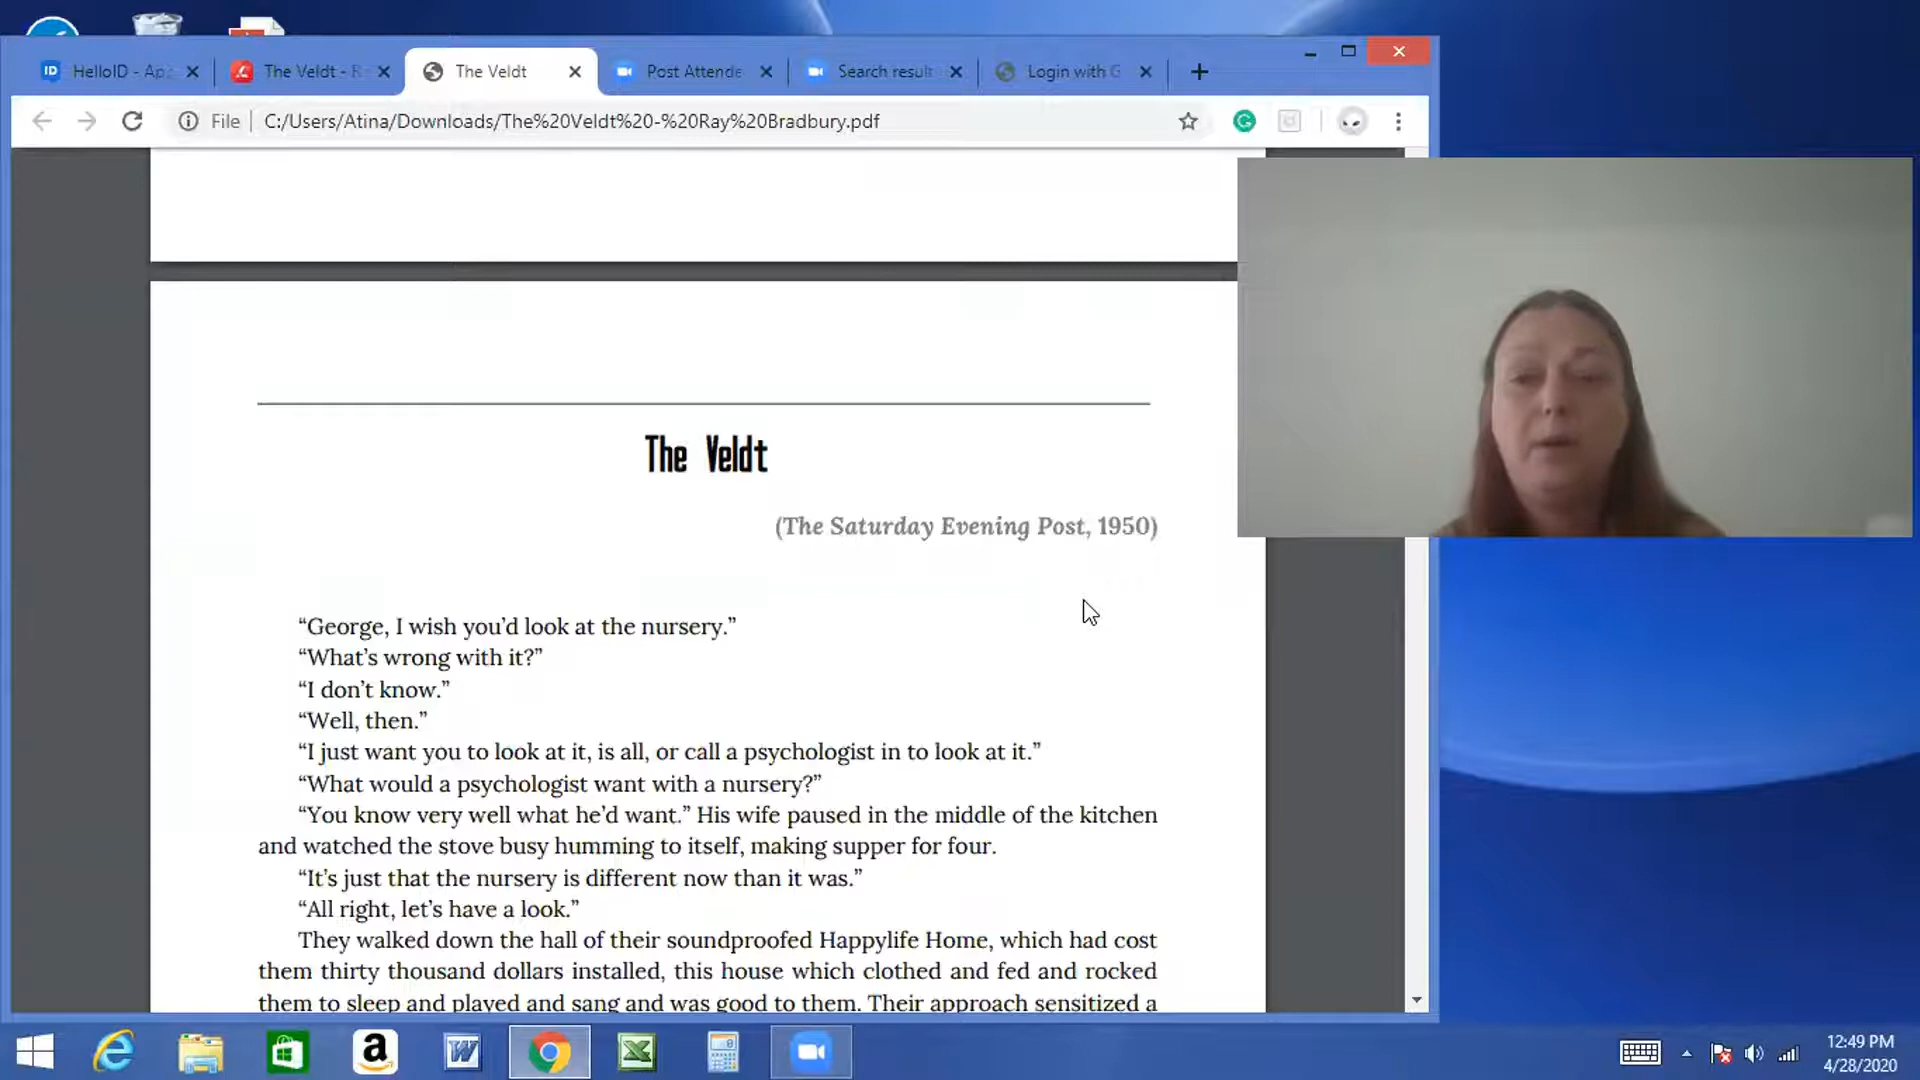 HelloID - Ap
The Veldt - R
The Veldt
Post Attende
Search result
Login with G
File
C:/Users/Atina/Downloads/The%20Veldt%20-%20Ray%20Bradbury.pdf
The Veldt
(The Saturday Evening Post, 1950)
“George, I wish you’d look at the nursery.”
“What’s wrong with it?”
“I don’t know.”
“Well, then.”
“I just want you to look at it, is all, or call a psychologist in to look at it.”
“What would a psychologist want with a nursery?”
“You know very well what he’d want.” His wife paused in the middle of the kitchen
and watched the stove busy humming to itself, making supper for four.
“It’s just that the nursery is different now than it was.”
“All right, let’s have a look.”
They walked down the hall of their soundproofed Happylife Home, which had cost
them thirty thousand dollars installed, this house which clothed and fed and rocked
them to sleep and played and sang and was good to them. Their approach sensitized a
12:49 PM
4/28/2020